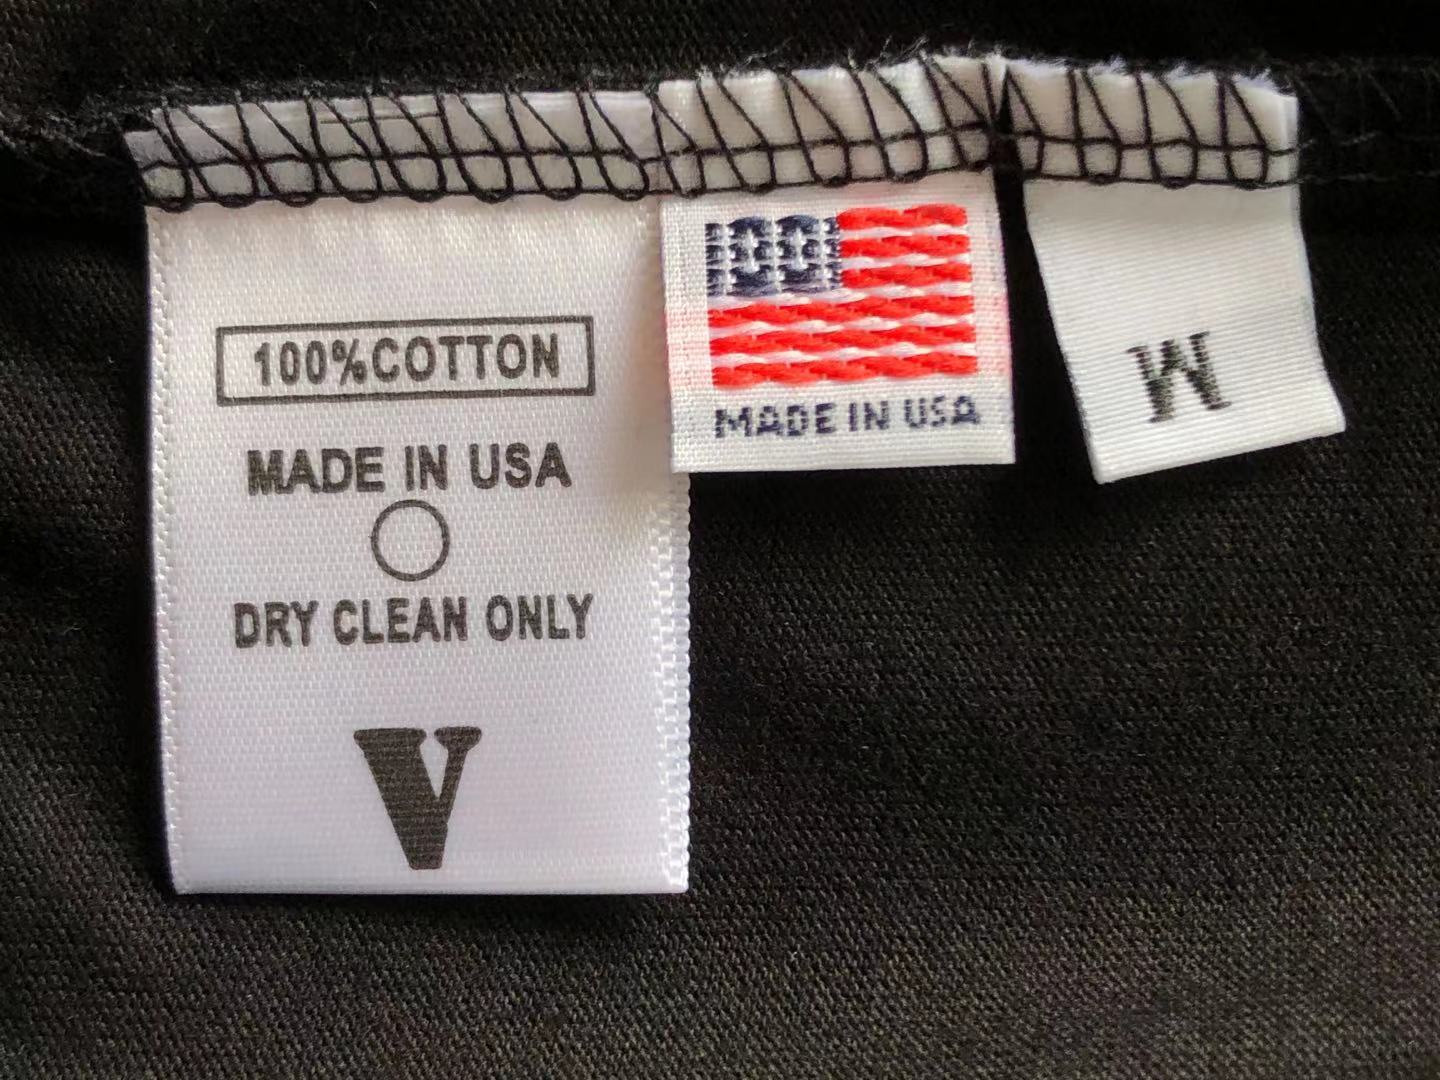 100%COTTON
MADE IN USA
DRY CLEAN ONLY
V
MADE IN USA
M